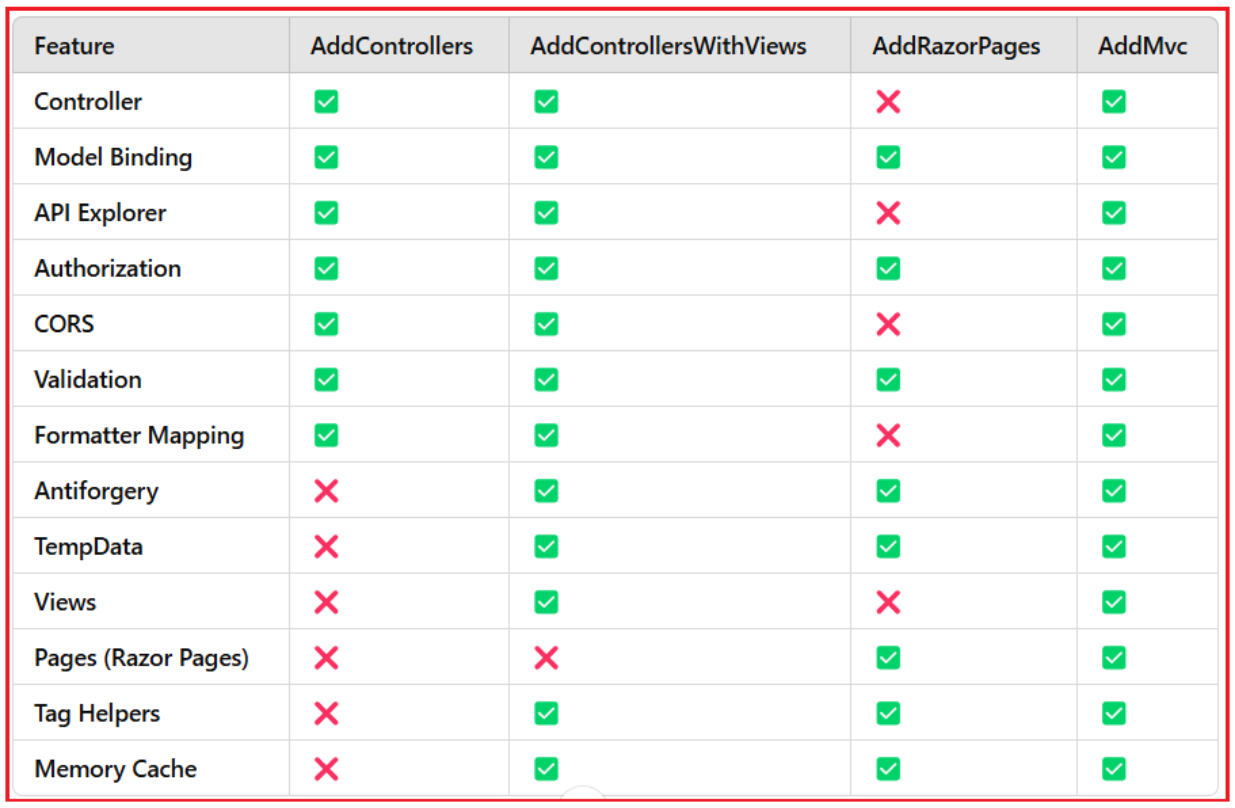 Feature AddControllers AddControllersWithViews AddRazorPages AddMvc
Controller ✅ ✅ ❌ ✅
Model Binding ✅ ✅ ✅ ✅
API Explorer ✅ ✅ ❌ ✅
Authorization ✅ ✅ ✅ ✅
CORS ✅ ✅ ❌ ✅
Validation ✅ ✅ ✅ ✅
Formatter Mapping ✅ ✅ ❌ ✅
Antiforgery ❌ ✅ ✅ ✅
TempData ❌ ✅ ✅ ✅
Views ❌ ✅ ❌ ✅
Pages (Razor Pages) ❌ ❌ ✅ ✅
Tag Helpers ❌ ✅ ✅ ✅
Memory Cache ❌ ✅ ✅ ✅